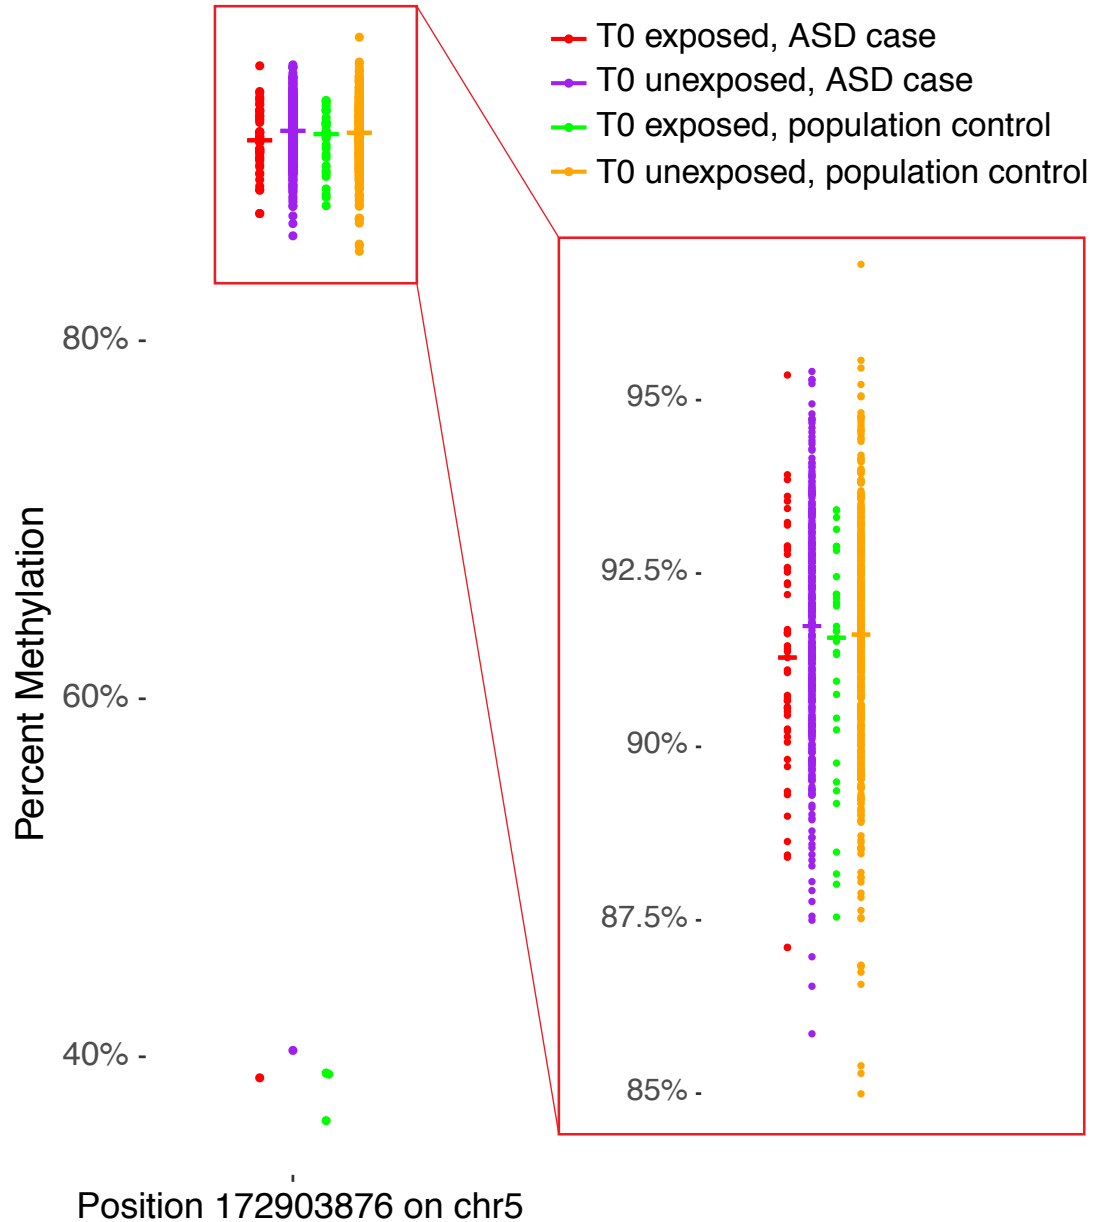 T0 exposed, ASD case
T0 unexposed, ASD case
T0 exposed, population control
T0 unexposed, population control
80%
60%
40%
Percent Methylation
95%
92.5%
90%
87.5%
85%
Position 172903876 on chr5